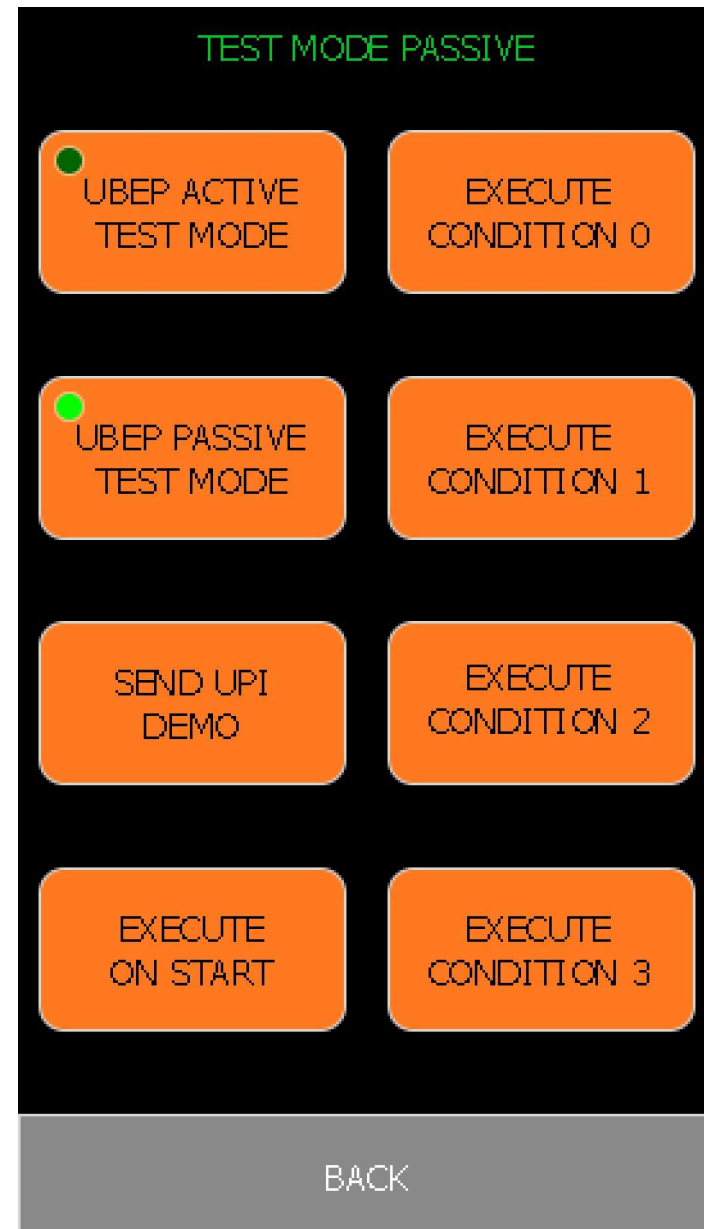 TEST MODE PASSIVE
UBEP ACTIVE
TEST MODE
EXECUTE
CONDITION 0
UBEP PASSIVE
TEST MODE
EXECUTE
CONDITION 1
SEND UPI
DEMO
EXECUTE
CONDITION 2
EXECUTE
ON START
EXECUTE
CONDITION 3
BACK